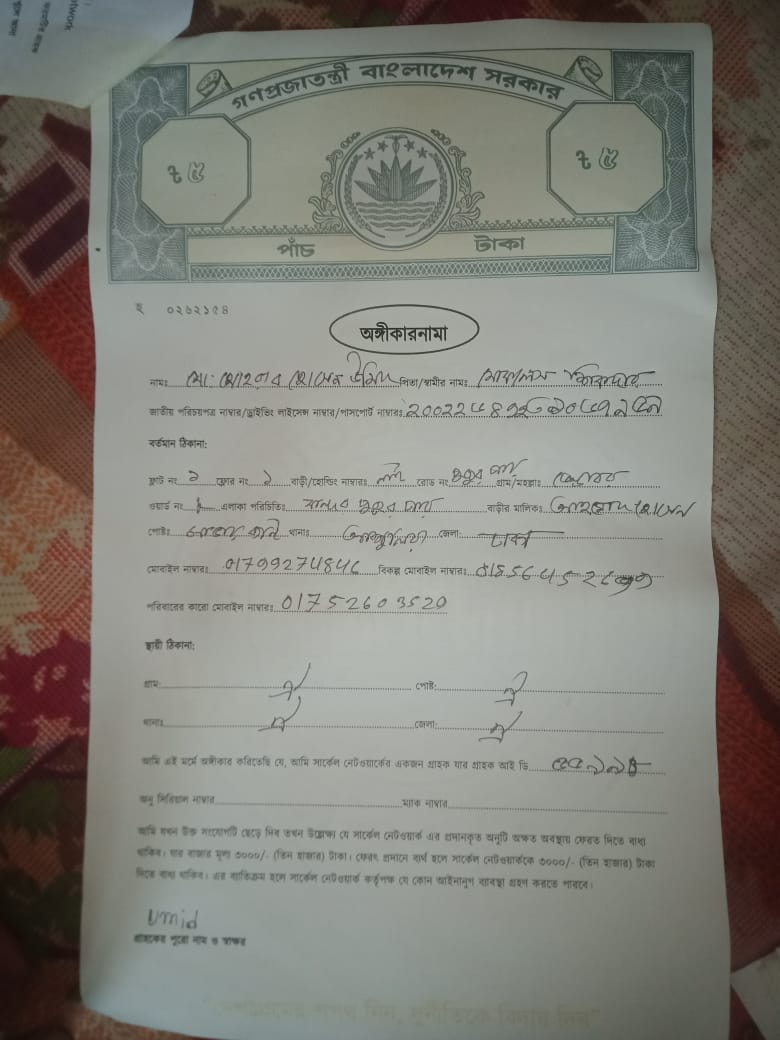 গণপ্রজাতন্ত্রী বাংলাদেশ সরকার
ট ৫ ট ৫
পাঁচ টাকা
হ ০২৬২১৫৪
অঙ্গীকারনামা
নাম: মো: হোসেন উমিদ পিতা/স্বামীর নাম:
জাতীয় পরিচয়পত্র নাম্বার/ড্রাইভিং লাইসেন্স নাম্বার/পাসপোর্ট নাম্বার:
বর্তমান ঠিকানা:
ফ্লাট নং ১ ফ্লোর নং ১ বাড়ী/হোল্ডিং নাম্বার: রোড নং পুকুর পাড় গ্রাম/মহল্লা:
ওয়ার্ড নং এলাকা পরিচিতি: পুকুর পাড় বাড়ীর মালিক: হোসেন
পোষ্ট: থানাঃ জেলা: ঢাকা
মোবাইল নাম্বার: 01799274846 বিকল্প মোবাইল নাম্বার:
পরিবারের কারো মোবাইল নাম্বারঃ 01752603520
স্থায়ী ঠিকানা:
গ্রাম: ঐ পোষ্ট: ঐ
থানাঃ ঐ জেলা: ঐ
আমি এই মর্মে অঙ্গীকার করিতেছি যে, আমি সার্কেল নেটওয়ার্কের একজন গ্রাহক যার গ্রাহক আই ডি
অনু সিরিয়াল নাম্বার ম্যাক নাম্বার
আমি যখন উক্ত সংযোগটি ছেড়ে দিব তখন উল্লেখ্য যে সার্কেল নেটওয়ার্ক এর প্রদানকৃত অনুটি অক্ষত অবস্থায় ফেরত দিতে বাধ্য
থাকিব। যার বাজার মূল্য ৩০০০/- (তিন হাজার) টাকা। ফেরৎ প্রদানে ব্যর্থ হলে সার্কেল নেটওয়ার্ককে ৩০০০/- (তিন হাজার) টাকা
দিতে বাধ্য থাকিব। এর ব্যতিক্রম হলে সার্কেল নেটওয়ার্ক কর্তৃপক্ষ যে কোন আইনানুগ ব্যবস্থা গ্রহণ করতে পারবে।
Umid
গ্রাহকের পুরো নাম ও স্বাক্ষর